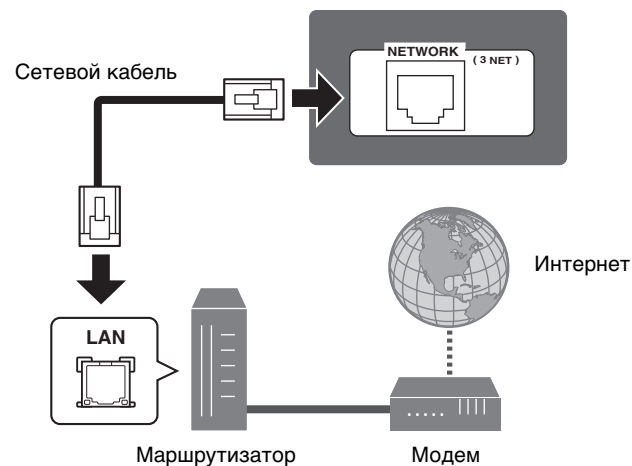 NETWORK
( 3 NET )
Сетевой кабель
Интернет
LAN
Маршрутизатор
Модем